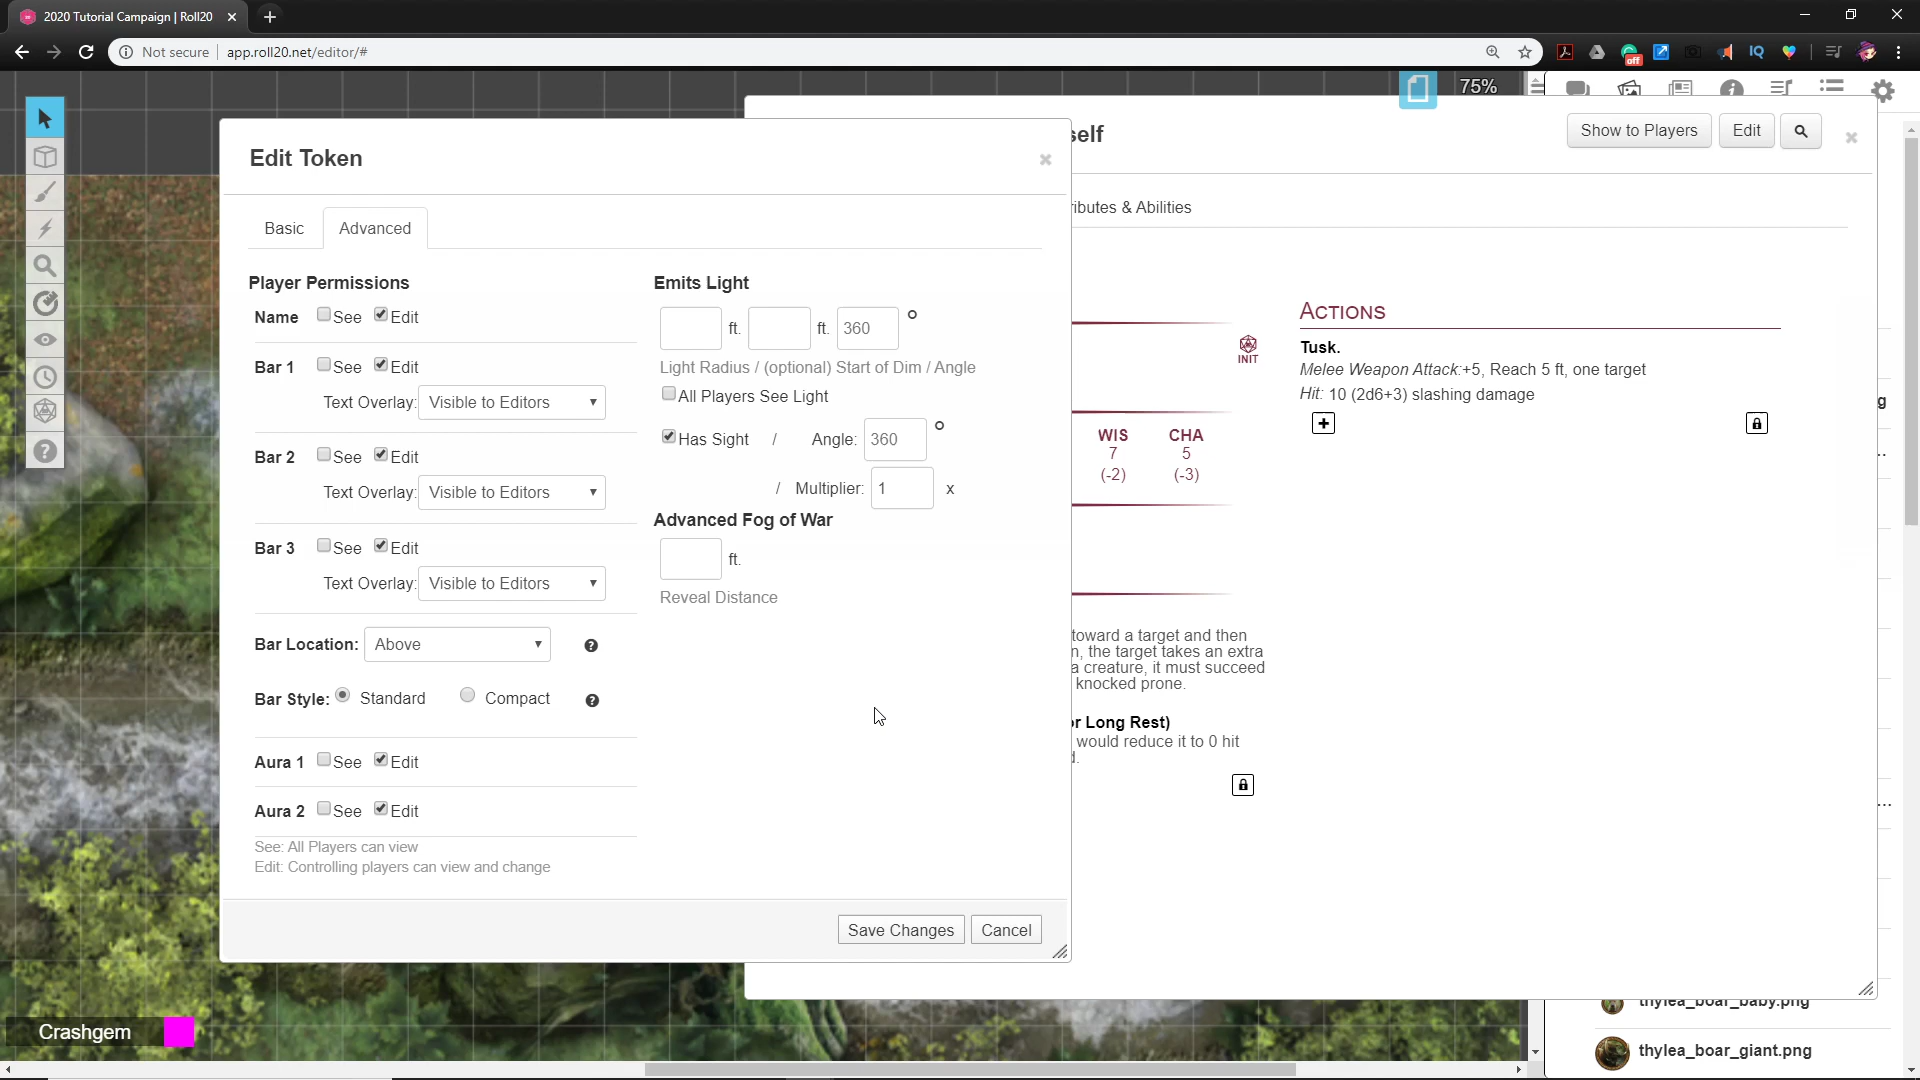 2020 Tutorial Campaign | Roll20
Not secure
app.roll20.net/editor/#
off
IQ
75%
Edit Token
self
Show to Players
Edit
Basic
Advanced
ributes & Abilities
Player Permissions
Name See Edit
Bar 1 See Edit
Text Overlay: Visible to Editors
Bar 2 See Edit
Text Overlay: Visible to Editors
Bar 3 See Edit
Text Overlay: Visible to Editors
Bar Location: Above
Bar Style: Standard Compact
Aura 1 See Edit
Aura 2 See Edit
See: All Players can view
Edit: Controlling players can view and change
Emits Light
ft. ft. 360 °
Light Radius / (optional) Start of Dim / Angle
All Players See Light
Has Sight / Angle: 360 °
/ Multiplier: 1 x
Advanced Fog of War
ft.
Reveal Distance
Save Changes
Cancel
INIT
WIS CHA
7 5
(-2) (-3)
toward a target and then
n, the target takes an extra
a creature, it must succeed
knocked prone.
or Long Rest)
would reduce it to 0 hit
d.
Actions
Tusk.
Melee Weapon Attack:+5, Reach 5 ft, one target
Hit: 10 (2d6+3) slashing damage
g
...
thylea_boar_baby.png
thylea_boar_giant.png
Crashgem